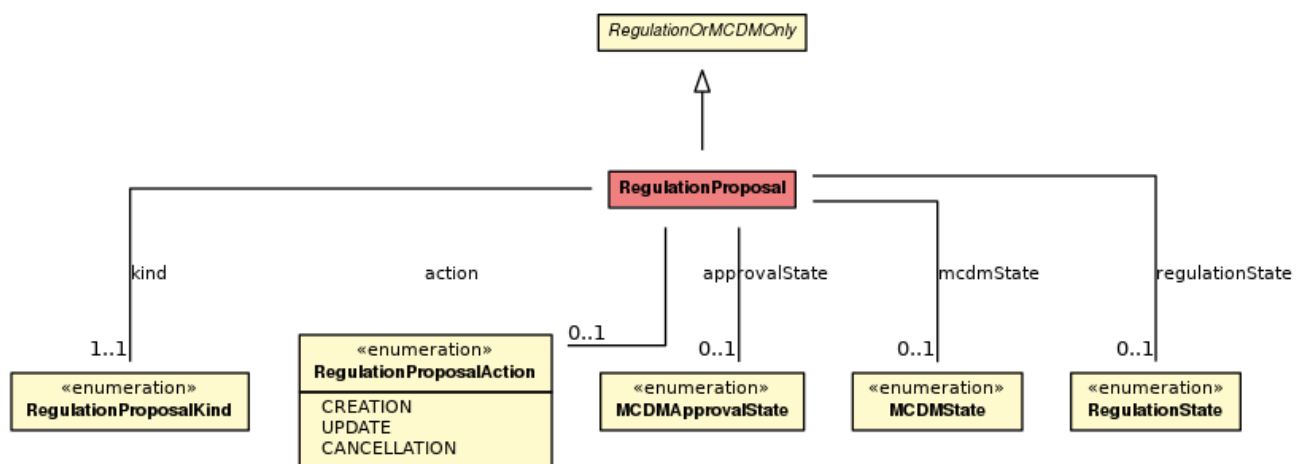 RegulationOrMCDMOnly
RegulationProposal
kind
action
approvalState
mcdmState
regulationState
1..1
0..1
0..1
0..1
0..1
«enumeration»
RegulationProposalKind
«enumeration»
RegulationProposalAction
CREATION
UPDATE
CANCELLATION
«enumeration»
MCDMApprovalState
«enumeration»
MCDMState
«enumeration»
RegulationState